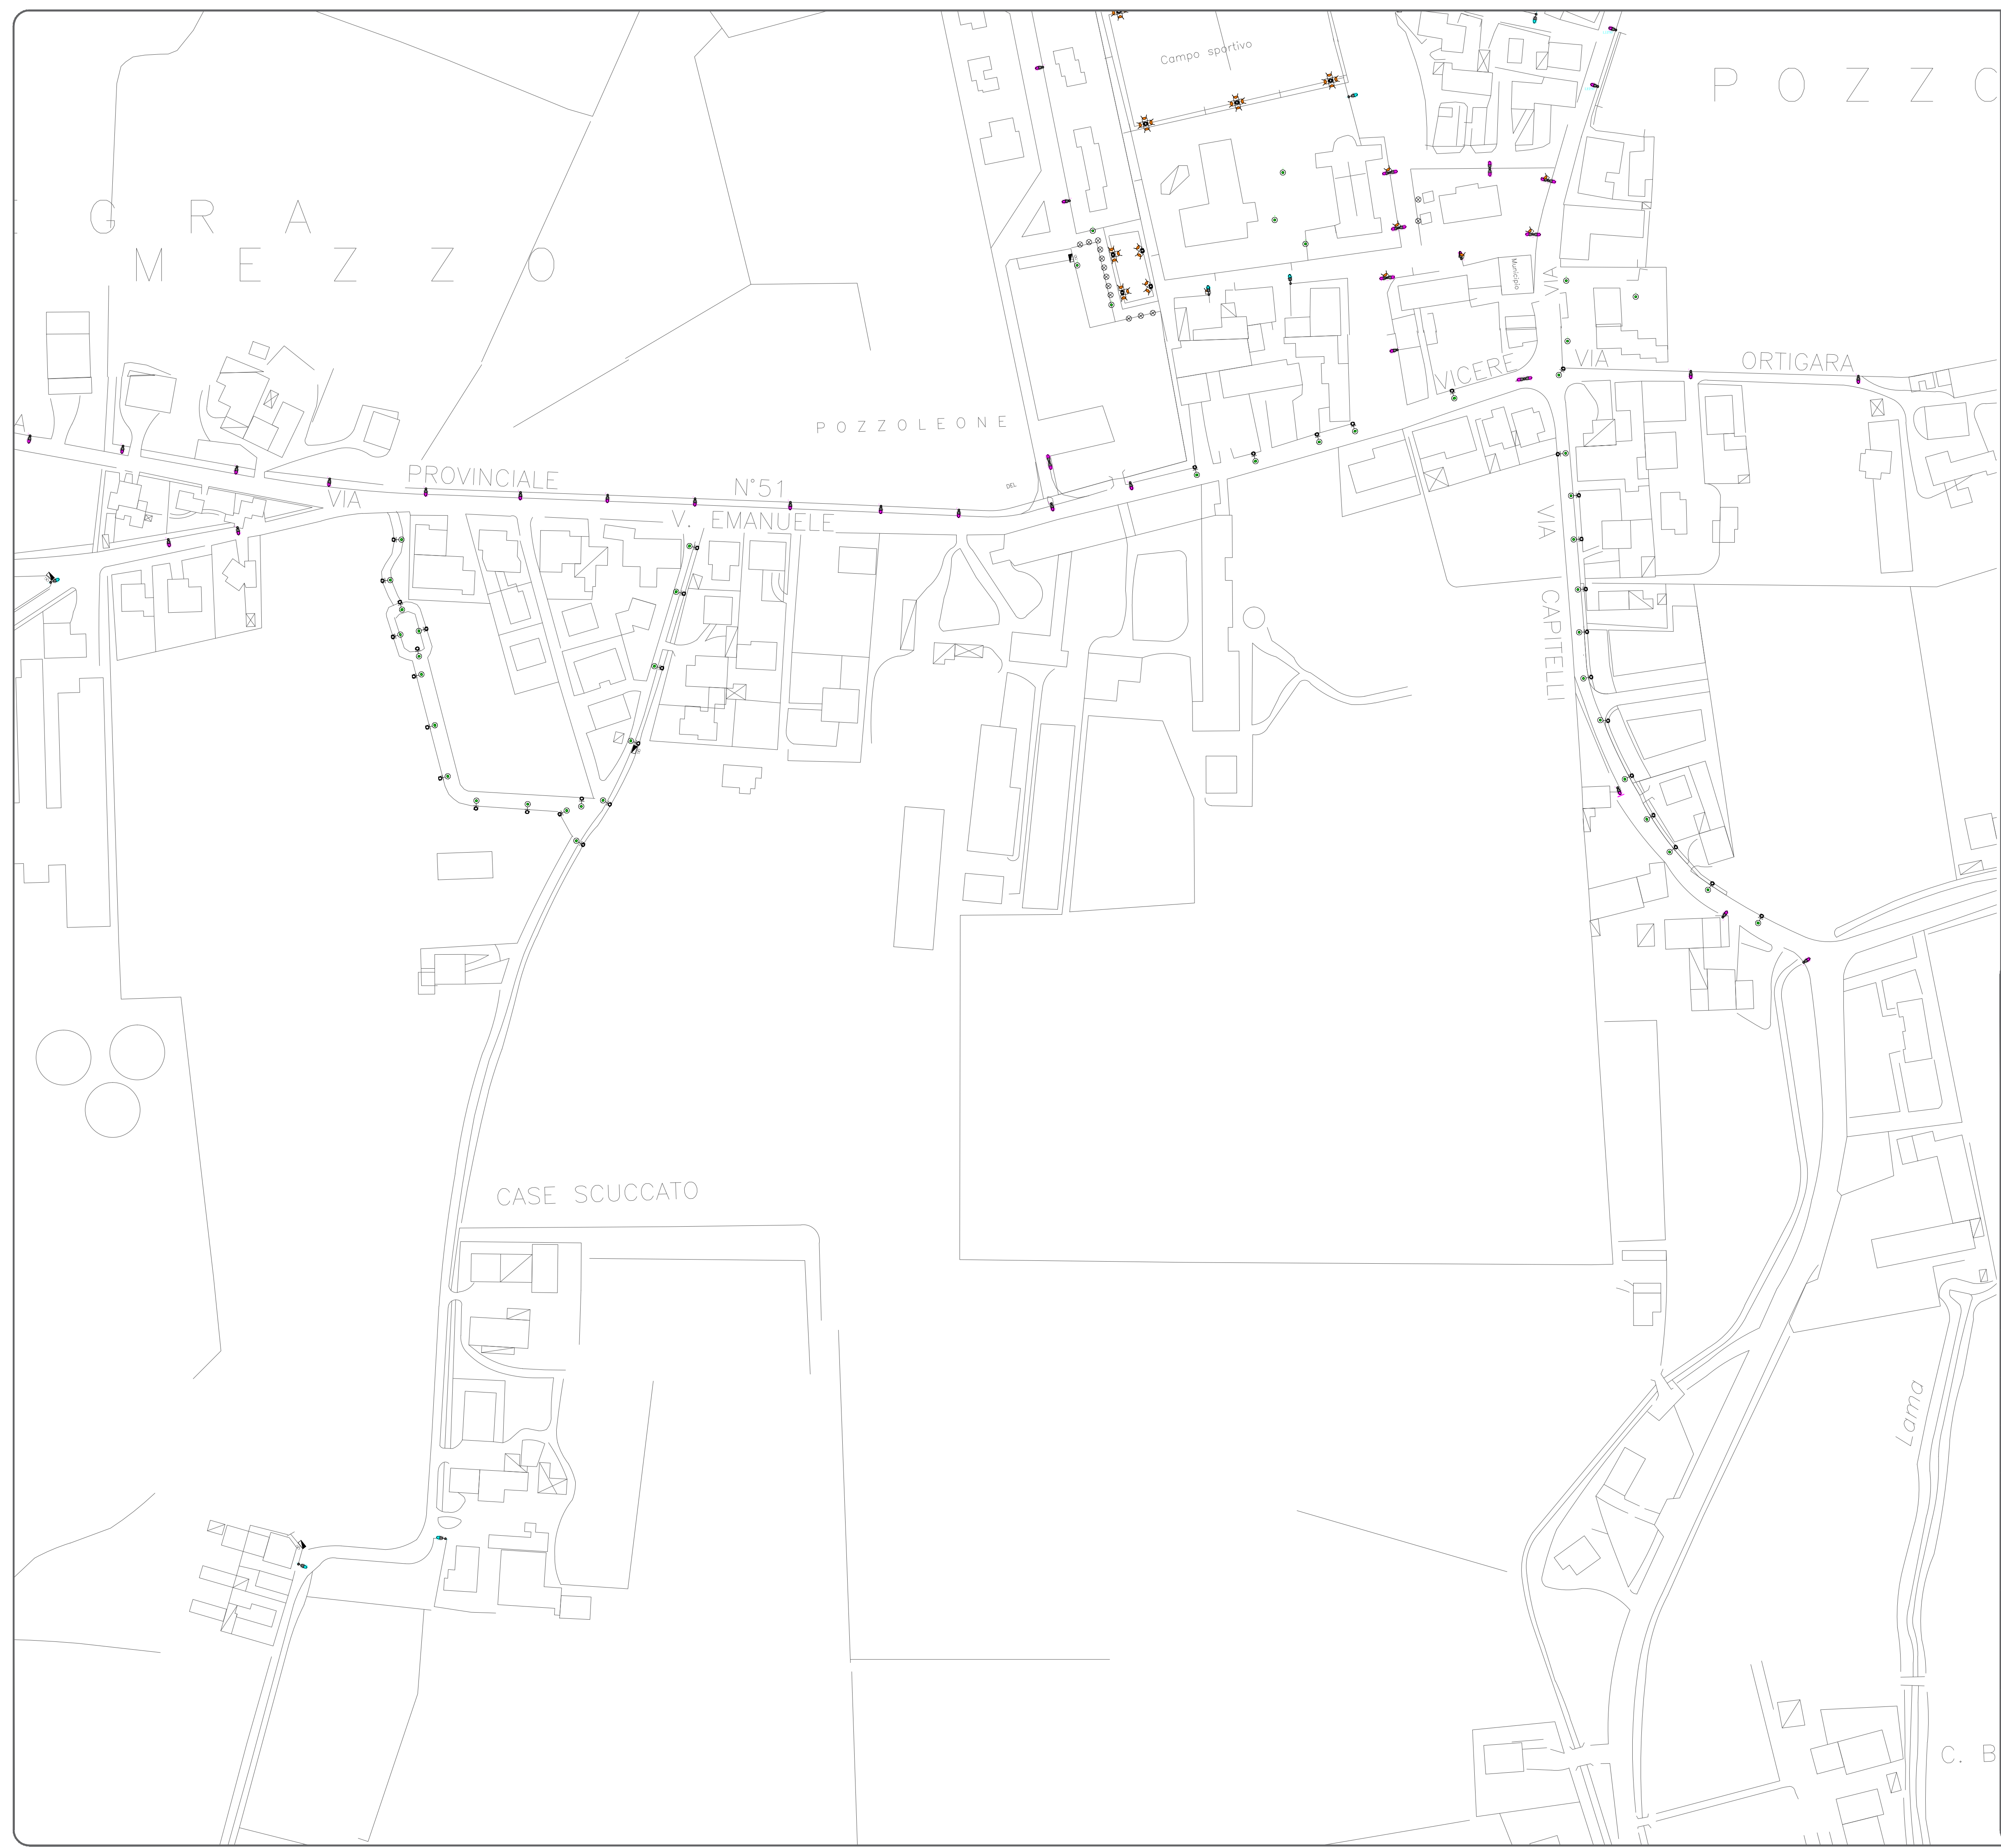 Campo sportivo
POZZO
GRA
MEZZO
Municipio
VIA
VIA ORTIGARA
VICERE
A
POZZOLEONE
PROVINCIALE N°51
DEL
VIA V. EMANUELE
VIA CAPITELLI
CASE SCUCCATO
Lama
C. B